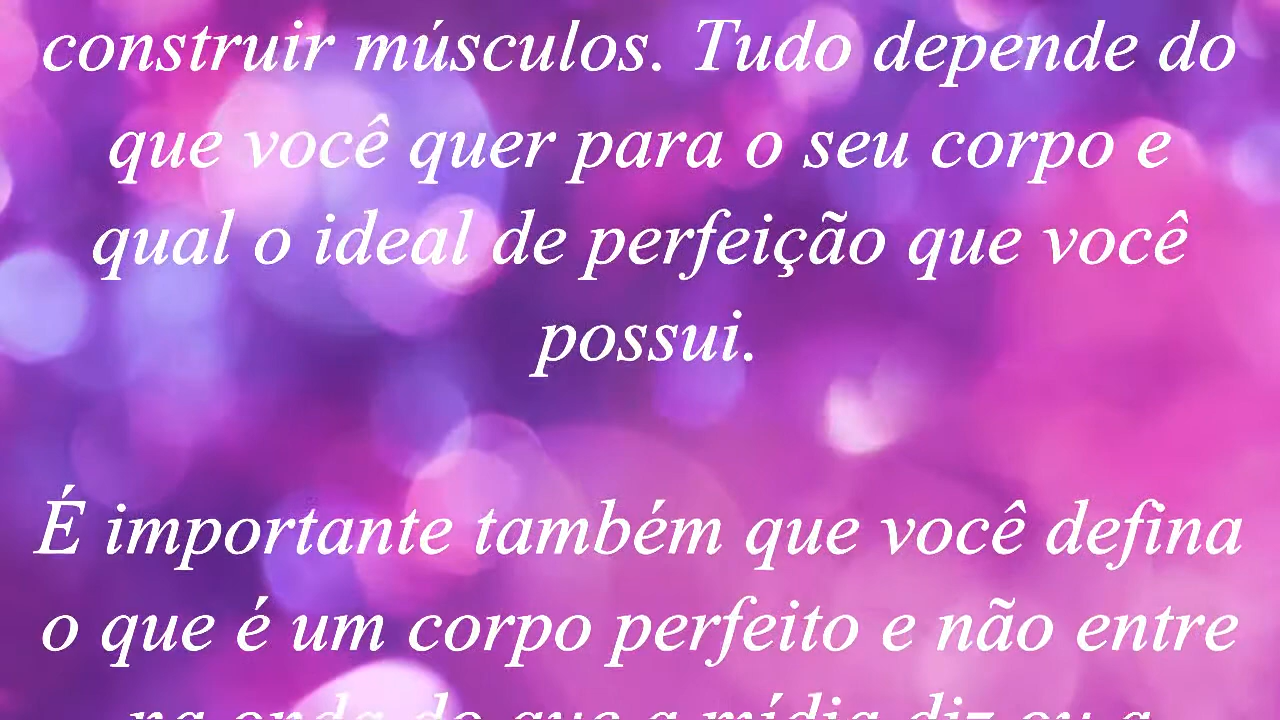 construir músculos. Tudo depende do
que você quer para o seu corpo e
qual o ideal de perfeição que você
possui.
É importante também que você defina
o que é um corpo perfeito e não entre
na onda do que a mídia diz ou a